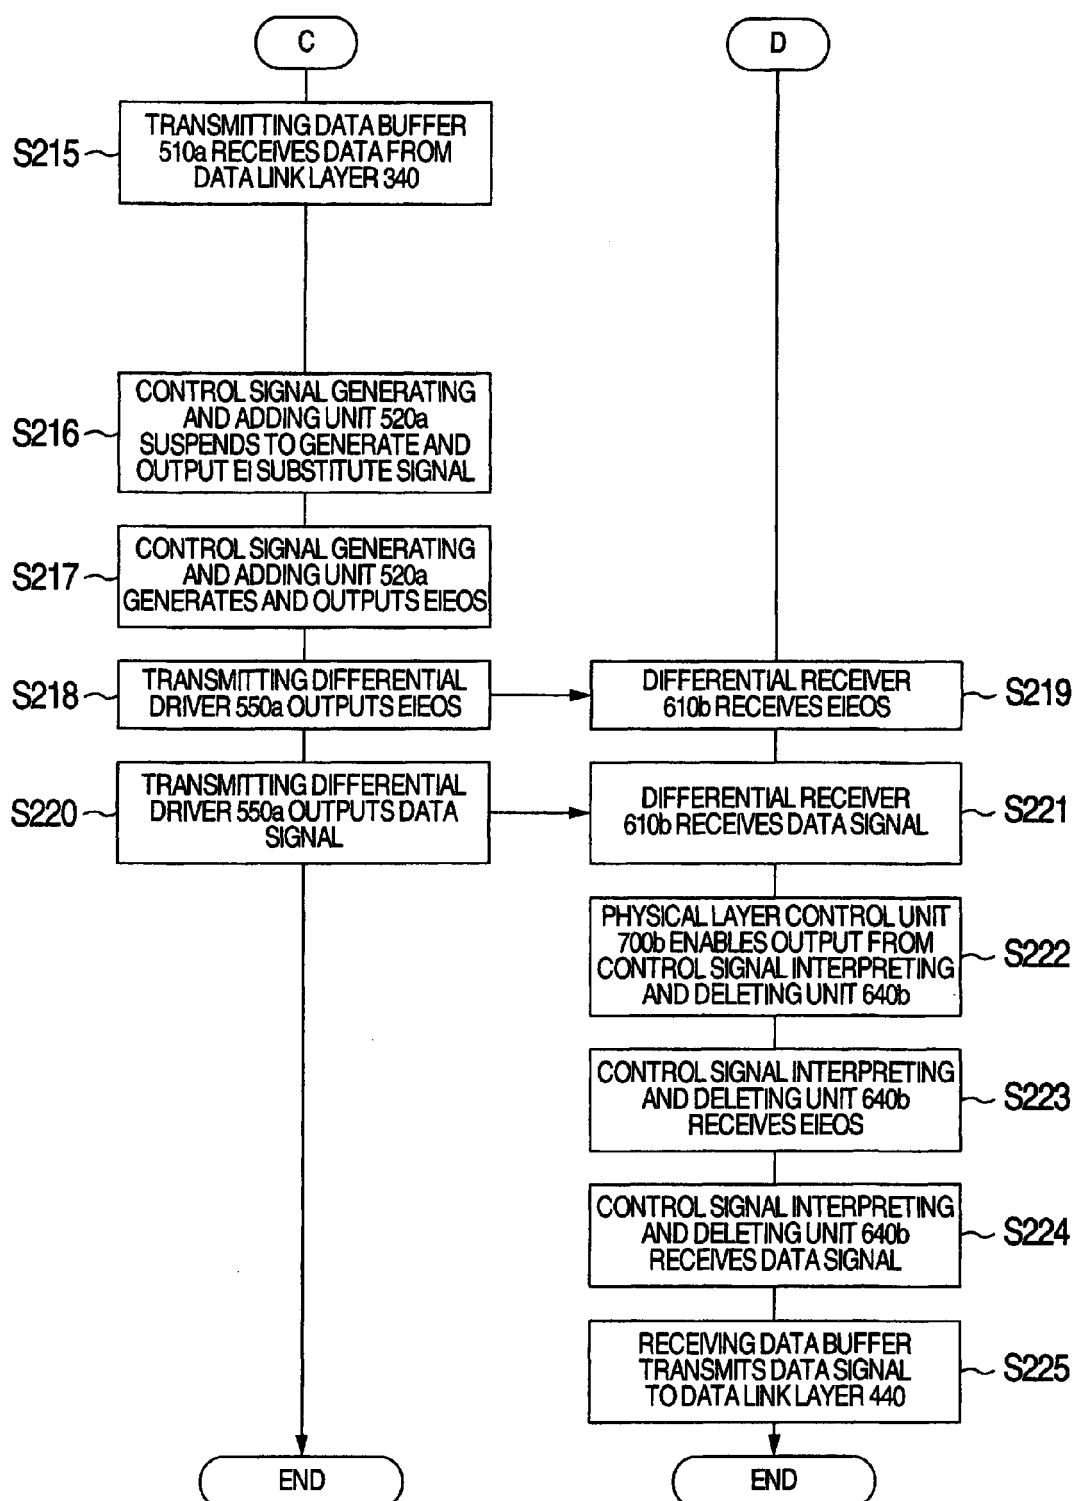 C
S215
TRANSMITTING DATA BUFFER
510a RECEIVES DATA FROM
DATA LINK LAYER 340
S216
CONTROL SIGNAL GENERATING
AND ADDING UNIT 520a
SUSPENDS TO GENERATE AND
OUTPUT EI SUBSTITUTE SIGNAL
S217
CONTROL SIGNAL GENERATING
AND ADDING UNIT 520a
GENERATES AND OUTPUTS EIEOS
S218
TRANSMITTING DIFFERENTIAL
DRIVER 550a OUTPUTS EIEOS
S220
TRANSMITTING DIFFERENTIAL
DRIVER 550a OUTPUTS DATA
SIGNAL
END
D
DIFFERENTIAL RECEIVER
610b RECEIVES EIEOS
S219
DIFFERENTIAL RECEIVER
610b RECEIVES DATA SIGNAL
S221
PHYSICAL LAYER CONTROL UNIT
700b ENABLES OUTPUT FROM
CONTROL SIGNAL INTERPRETING
AND DELETING UNIT 640b
S222
CONTROL SIGNAL INTERPRETING
AND DELETING UNIT 640b
RECEIVES EIEOS
S223
CONTROL SIGNAL INTERPRETING
AND DELETING UNIT 640b
RECEIVES DATA SIGNAL
S224
RECEIVING DATA BUFFER
TRANSMITS DATA SIGNAL
TO DATA LINK LAYER 440
S225
END